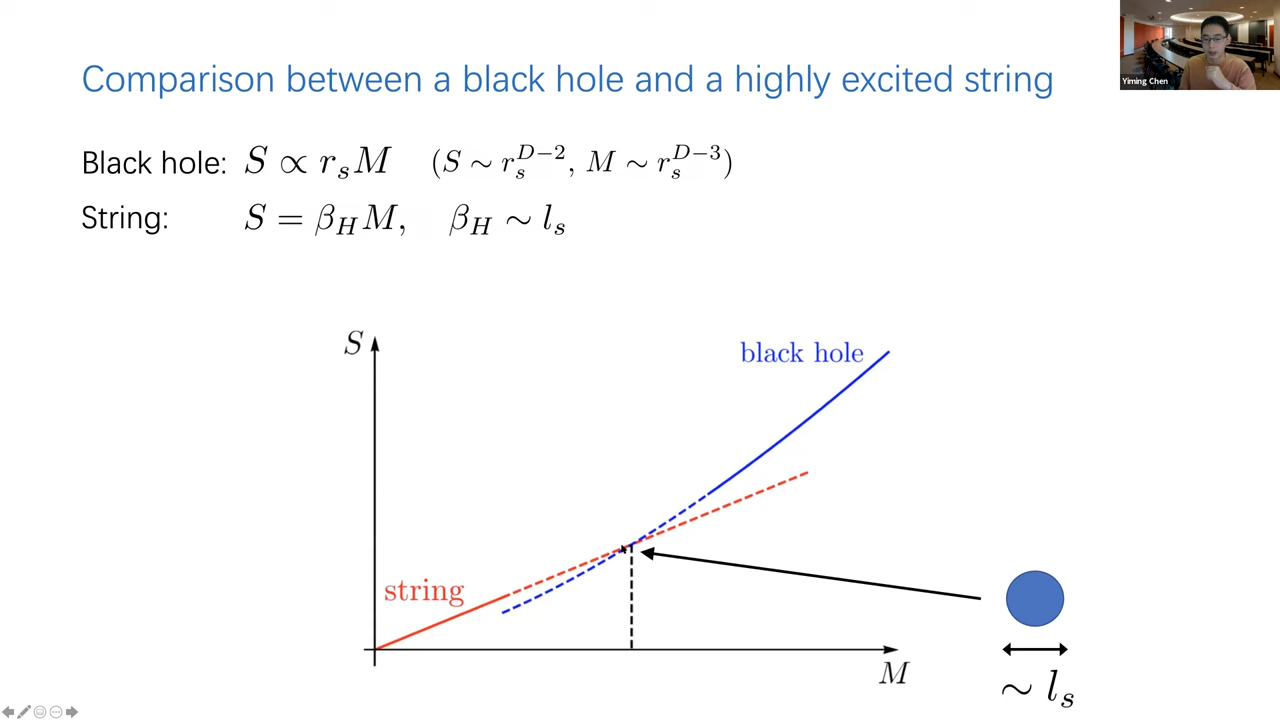 Yiming Chen
Comparison between a black hole and a highly excited string
Black hole: S ∝ r_s M (S ∼ r_s^{D−2}, M ∼ r_s^{D−3})
String: S = β_H M, β_H ∼ l_s
S
black hole
string
M
∼ l_s